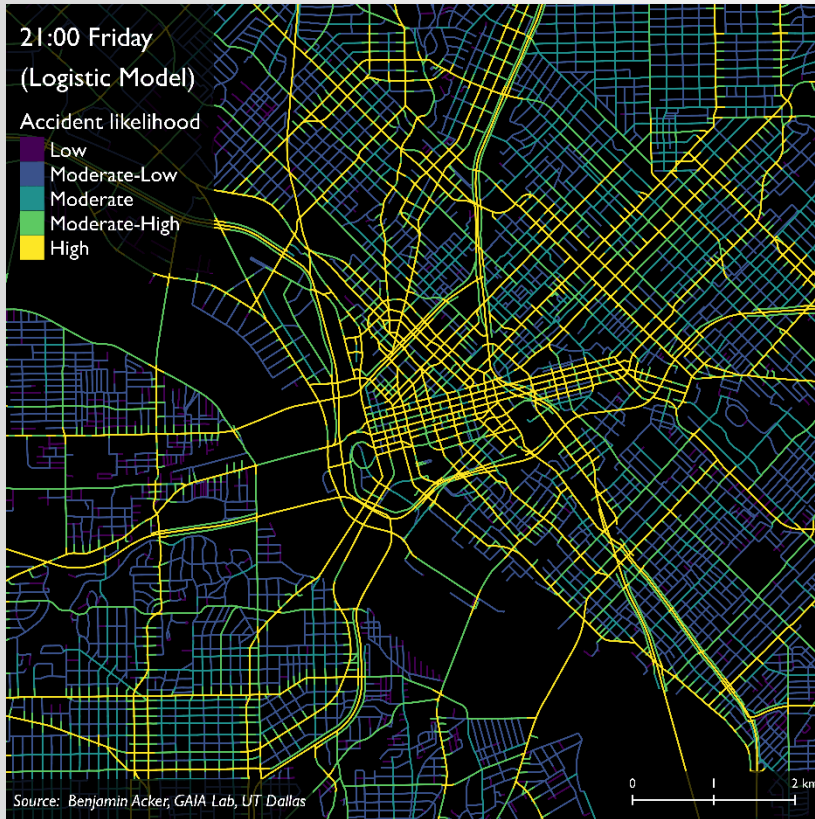 21:00 Friday
(Logistic Model)
Accident likelihood
Low
Moderate-Low
Moderate
Moderate-High
High
Source: Benjamin Acker, GAIA Lab, UT Dallas
0 1 2 km